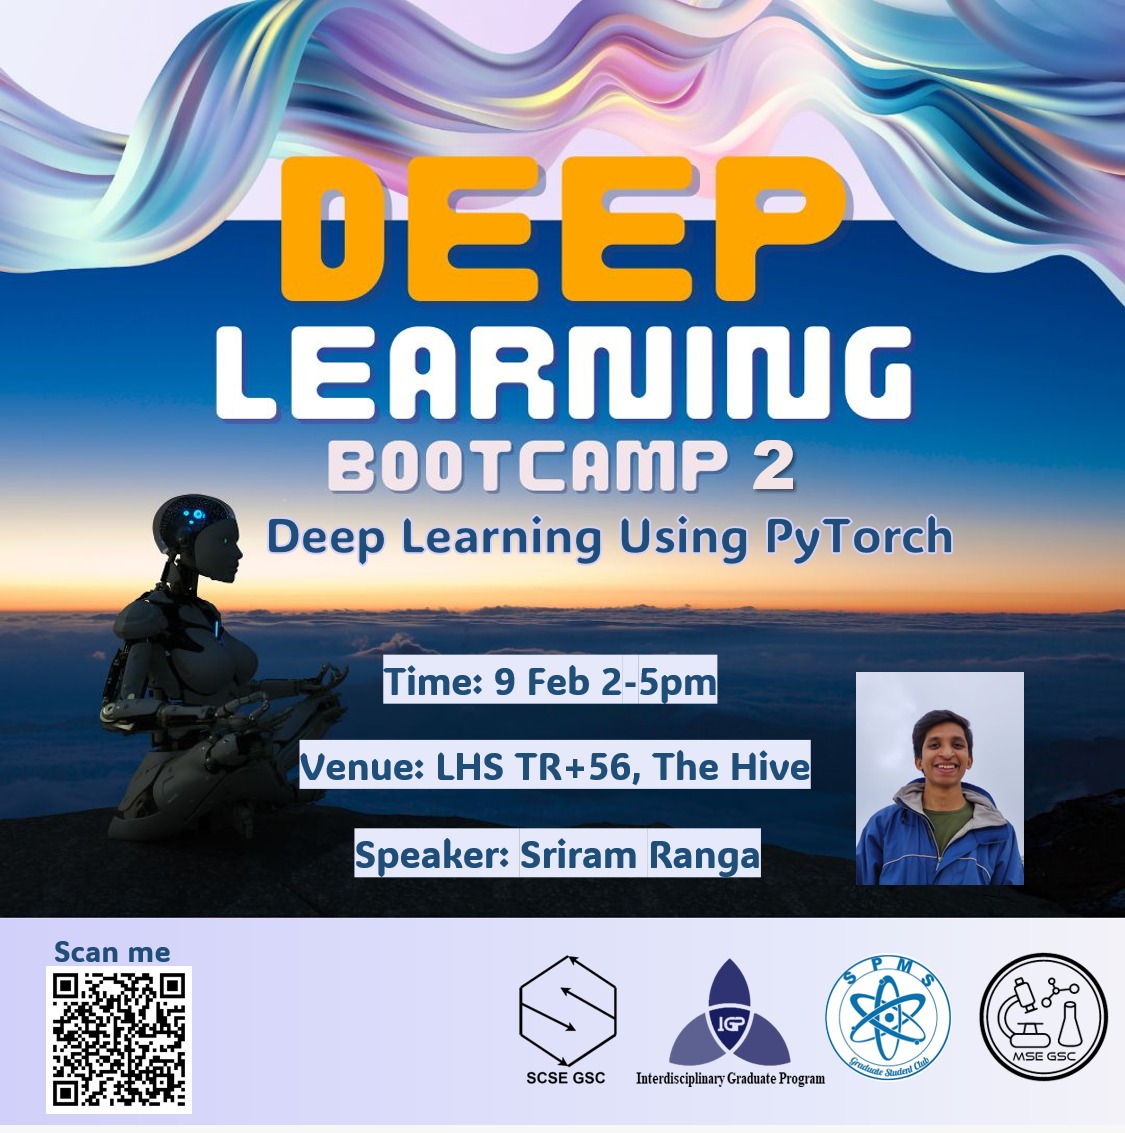 DEEP
LEARNING
BOOTCAMP 2
Deep Learning Using PyTorch
Time: 9 Feb 2-5pm
Venue: LHS TR+56, The Hive
Speaker: Sriram Ranga
Scan me
SCSE GSC
IGP
Interdisciplinary Graduate Program
SPMS
Graduate Student Club
MSE GSC